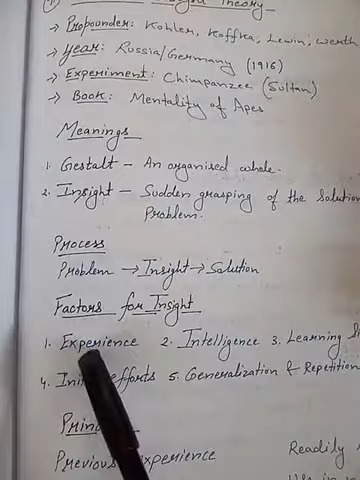 Theory
→ Propounder: Kohler, Koffka, Lewin, Werth
→ Year: Russia/Germany (1916)
→ Experiment: Chimpanzee (Sultan)
→ Book: Mentality of Apes
Meanings
1. Gestalt - An organised whole.
2. Insight - Sudden grasping of the Solution
Problem.
Process
Problem → Insight → Solution
Factors for Insight
1. Experience 2. Intelligence 3. Learning
4. efforts 5. Generalization & Repetition
Previous Experience Readily